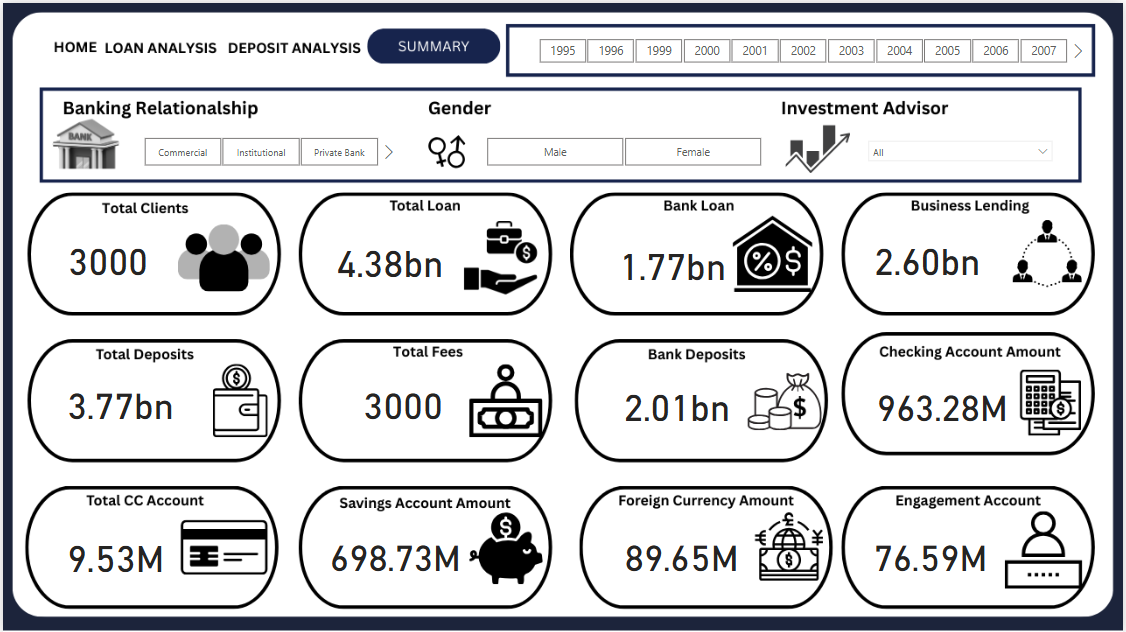 HOME LOAN ANALYSIS DEPOSIT ANALYSIS SUMMARY
1995 1996 1999 2000 2001 2002 2003 2004 2005 2006 2007
Banking Relationalship
Gender
Investment Advisor
BANK
Commercial Institutional Private Bank
Male Female
All
Total Clients
3000
Total Loan
4.38bn
$
Bank Loan
1.77bn
% $
Business Lending
2.60bn
Total Deposits
3.77bn
$
Total Fees
3000
Bank Deposits
2.01bn
$
Checking Account Amount
963.28M
$
Total CC Account
9.53M
Savings Account Amount
698.73M
$
Foreign Currency Amount
89.65M
€ £ ¥
$
Engagement Account
76.59M